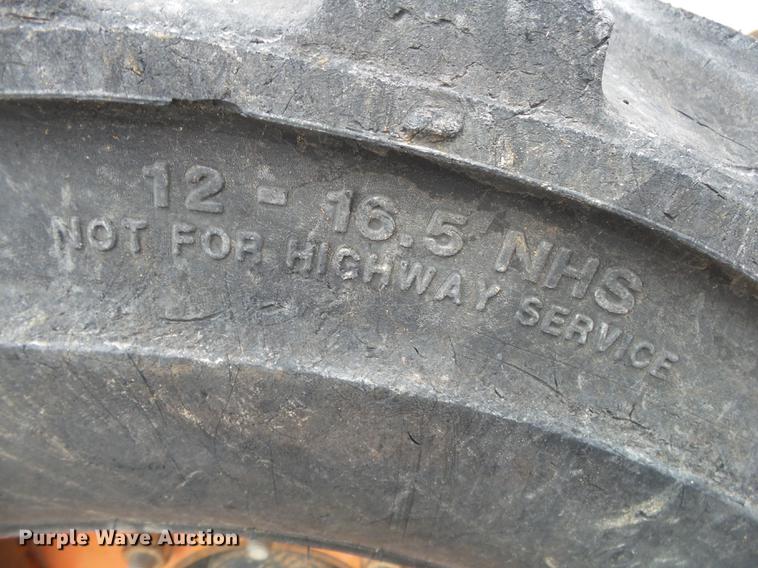 12 - 16.5 NHS
NOT FOR HIGHWAY SERVICE
Purple Wave Auction